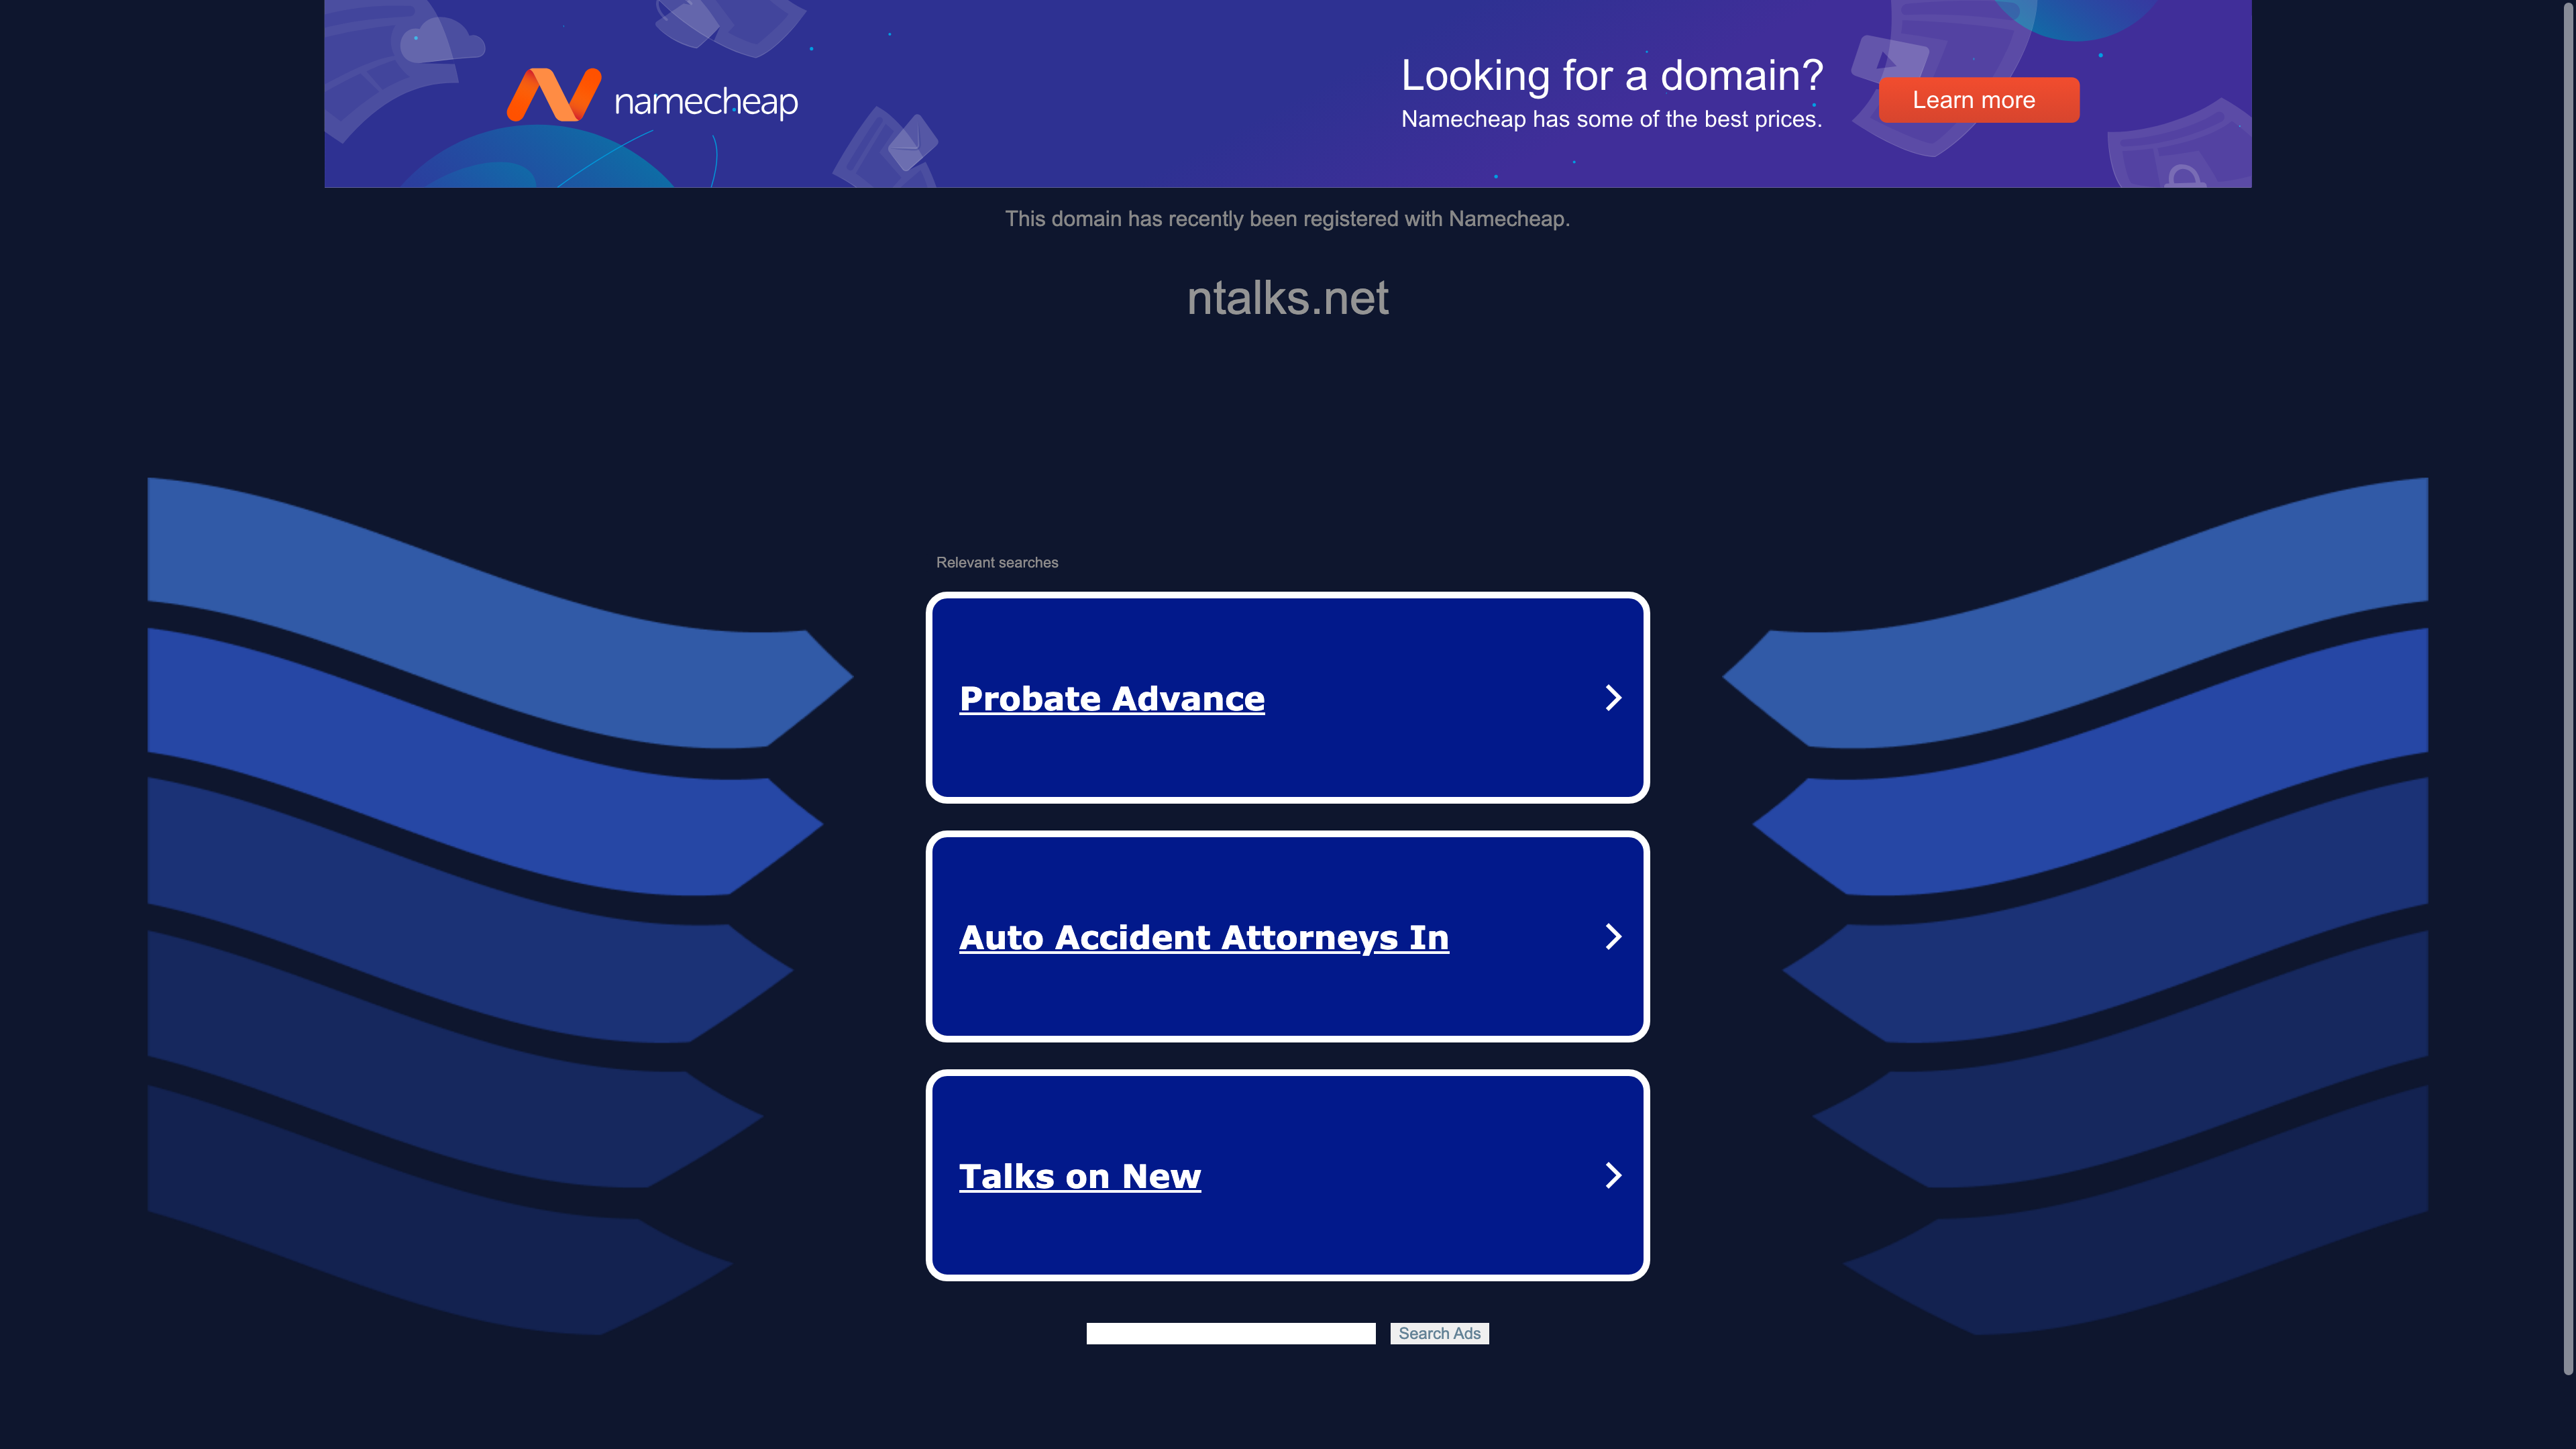 namecheap
Looking for a domain?
Namecheap has some of the best prices.
Learn more
This domain has recently been registered with Namecheap.
ntalks.net
Relevant searches
Probate Advance
Auto Accident Attorneys In
Talks on New
Search Ads